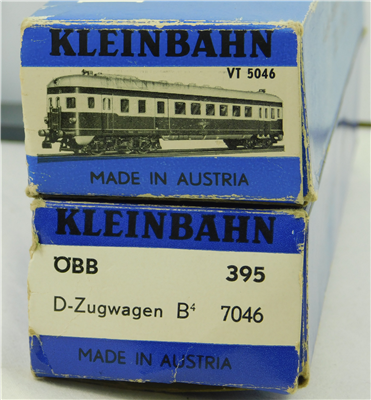 KLEINBAHN
VT 5046
MADE IN AUSTRIA
KLEINBAHN
ÖBB 395
D-Zugwagen B⁴ 7046
MADE IN AUSTRIA